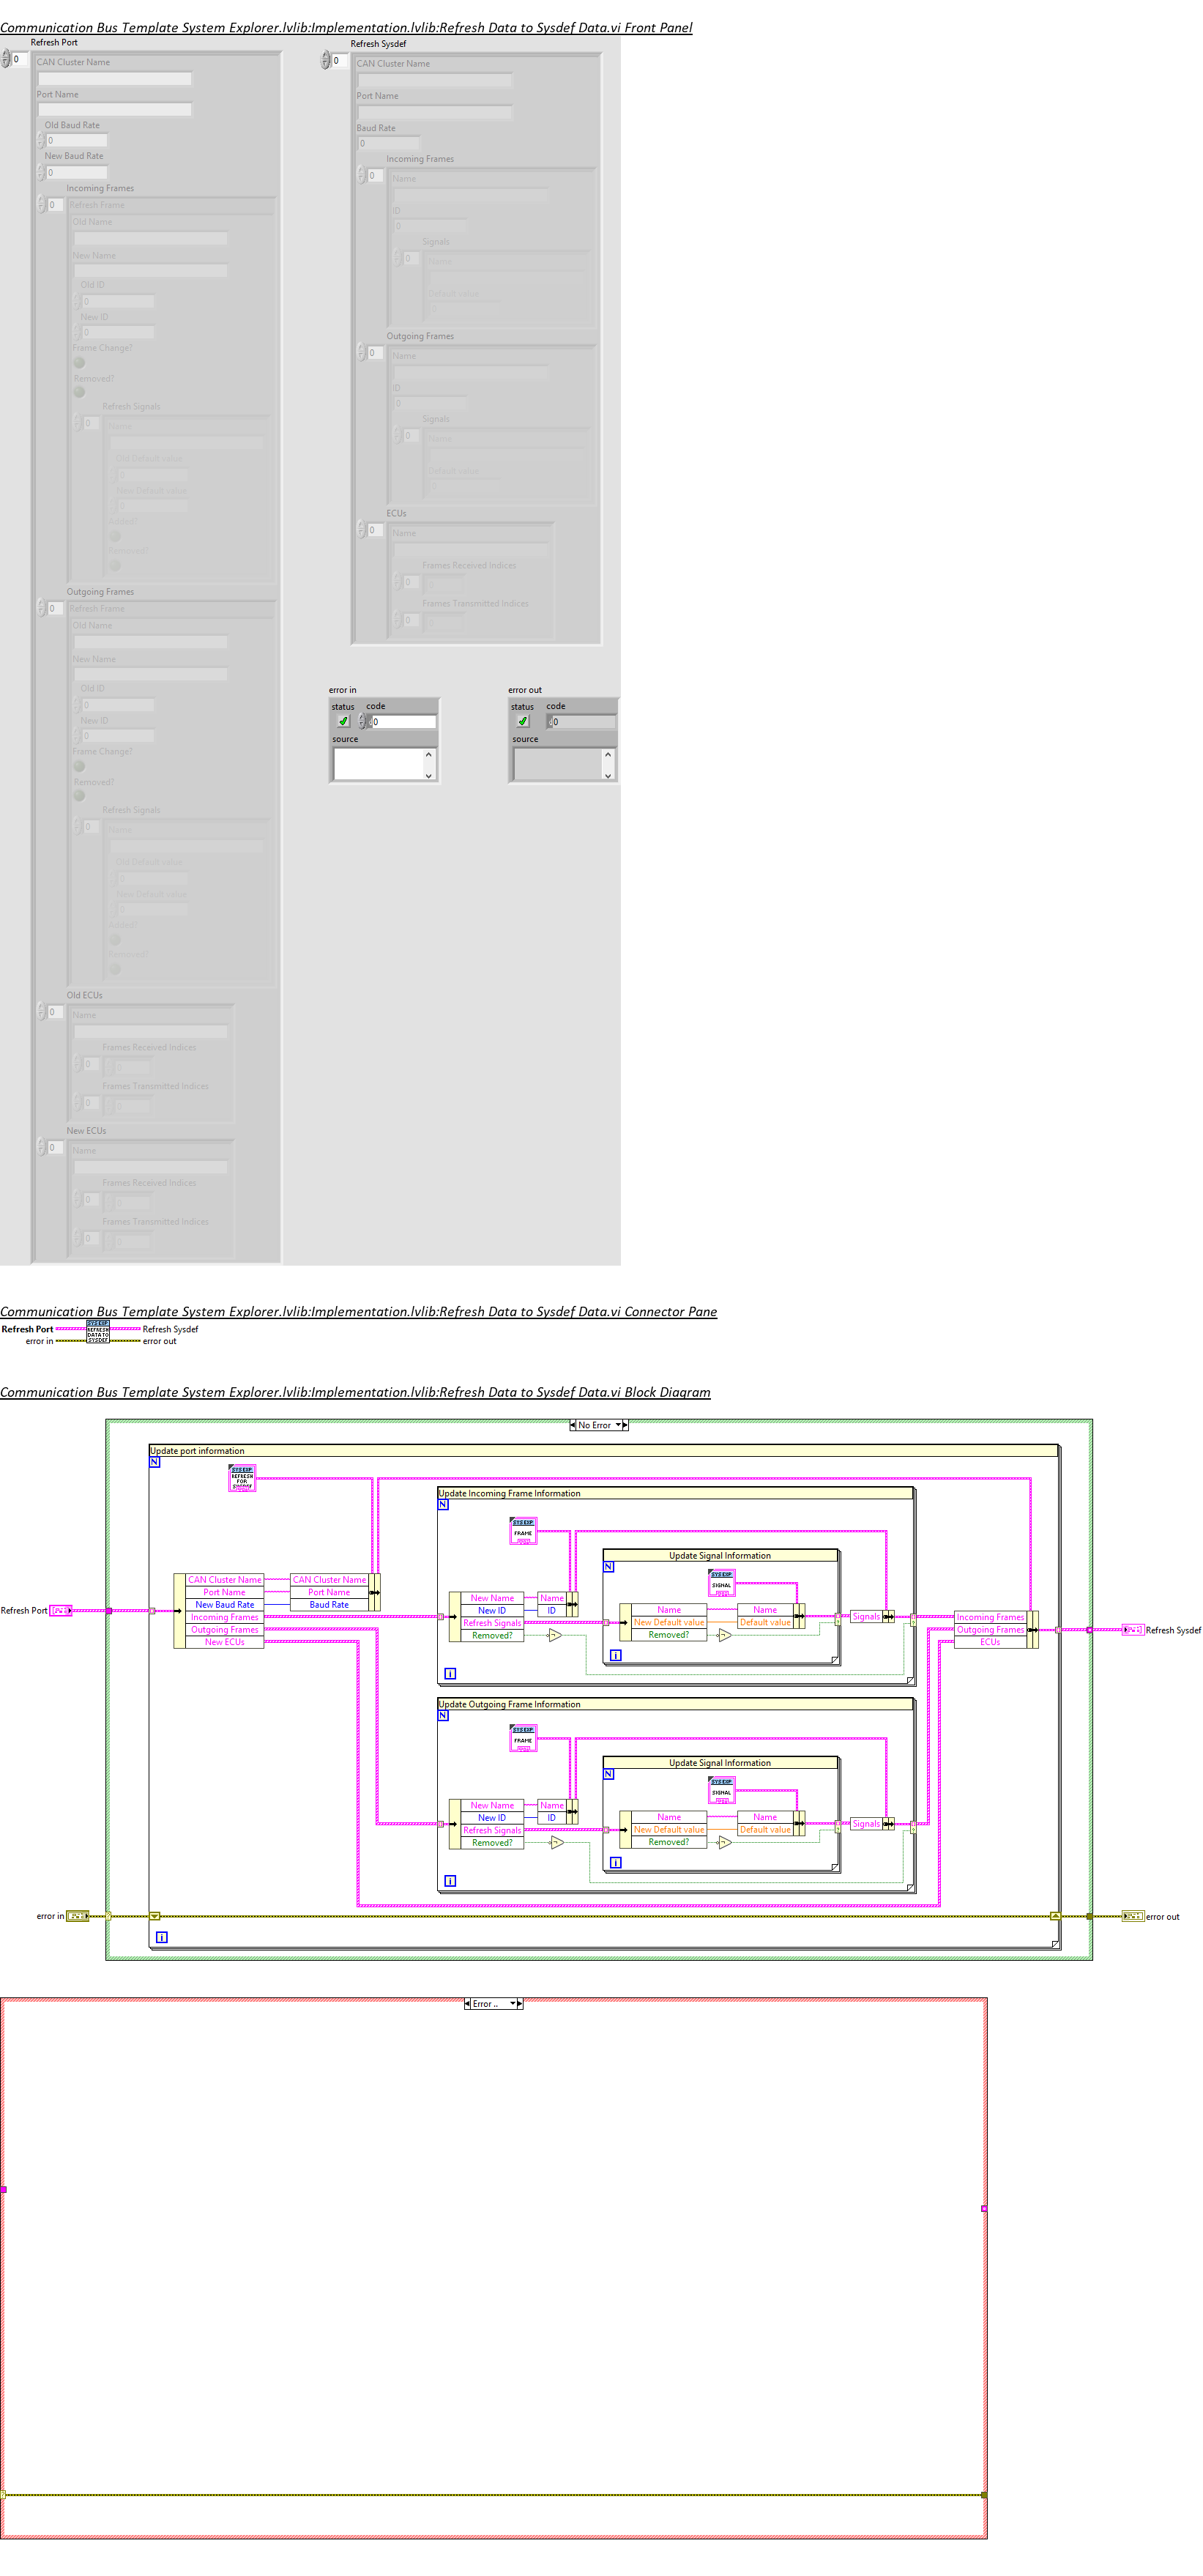 Communication Bus Template System Explorer.lvlib:Implementation.lvlib:Refresh Data to Sysdef Data.vi Front Panel
Refresh Port
0
CAN Cluster Name
Port Name
Old Baud Rate
0
New Baud Rate
0
Incoming Frames
0
Refresh Frame
Old Name
New Name
Old ID
0
New ID
0
Frame Change?
Removed?
Refresh Signals
0
Name
Old Default value
0
New Default value
0
Added?
Removed?
Outgoing Frames
0
Refresh Frame
Old Name
New Name
Old ID
0
New ID
0
Frame Change?
Removed?
Refresh Signals
0
Name
Old Default value
0
New Default value
0
Added?
Removed?
Old ECUs
0
Name
Frames Received Indices
0
0
Frames Transmitted Indices
0
0
New ECUs
0
Name
Frames Received Indices
0
0
Frames Transmitted Indices
0
0
Refresh Sysdef
0
CAN Cluster Name
Port Name
Baud Rate
0
Incoming Frames
0
Name
ID
0
Signals
0
Name
Default value
0
Outgoing Frames
0
Name
ID
0
Signals
0
Name
Default value
0
ECUs
0
Name
Frames Received Indices
0
Frames Transmitted Indices
0
error in
status code
0
source
error out
status code
0
source
Communication Bus Template System Explorer.lvlib:Implementation.lvlib:Refresh Data to Sysdef Data.vi Connector Pane
Refresh Port
error in
SYS EXP
REFRESH
DATA TO
SYSDEF
Refresh Sysdef
error out
Communication Bus Template System Explorer.lvlib:Implementation.lvlib:Refresh Data to Sysdef Data.vi Block Diagram
No Error
Update port information
N
SYS EXP
REFRESH
FOR
Update Incoming Frame Information
N
SYS EXP
FRAME
Update Signal Information
N
SYS EXP
SIGNAL
CAN Cluster Name CAN Cluster Name
Port Name Port Name
New Baud Rate Baud Rate
Incoming Frames
Outgoing Frames
New ECUs
Refresh Port
New Name Name
New ID ID
Refresh Signals
Removed?
Name Name
New Default value Default value
Removed?
Signals
i
i
Incoming Frames
Outgoing Frames
ECUs
Refresh Sysdef
Update Outgoing Frame Information
N
SYS EXP
FRAME
Update Signal Information
N
SYS EXP
SIGNAL
New Name Name
New ID ID
Refresh Signals
Removed?
Name Name
New Default value Default value
Removed?
Signals
i
i
error in
error out
i
Error ..